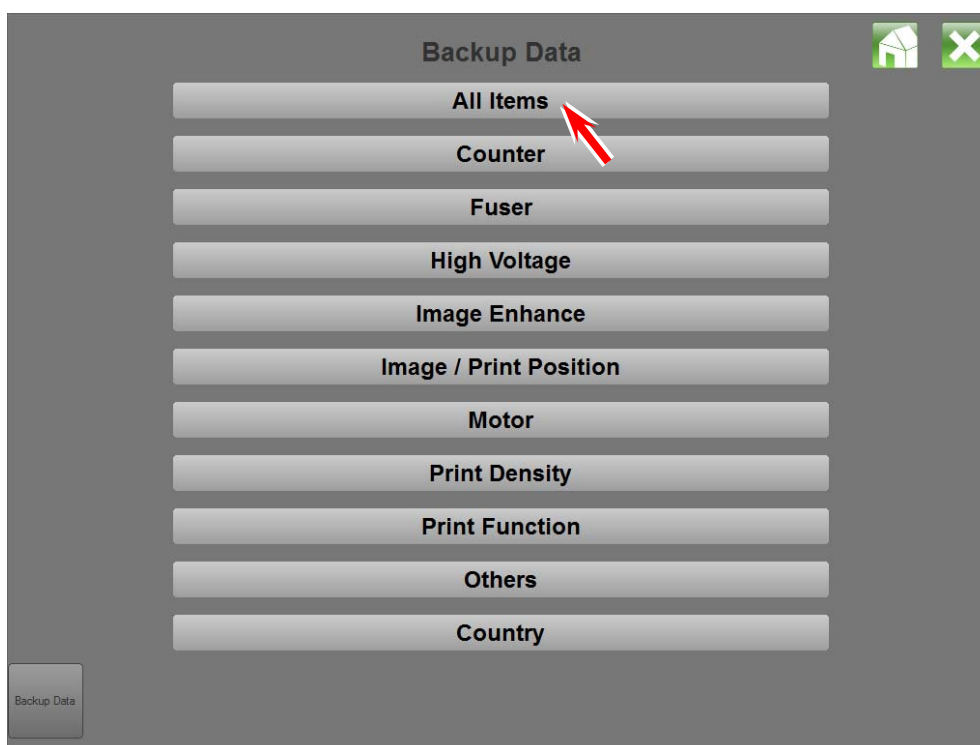 Backup Data
All Items
Counter
Fuser
High Voltage
Image Enhance
Image / Print Position
Motor
Print Density
Print Function
Others
Country
Backup Data